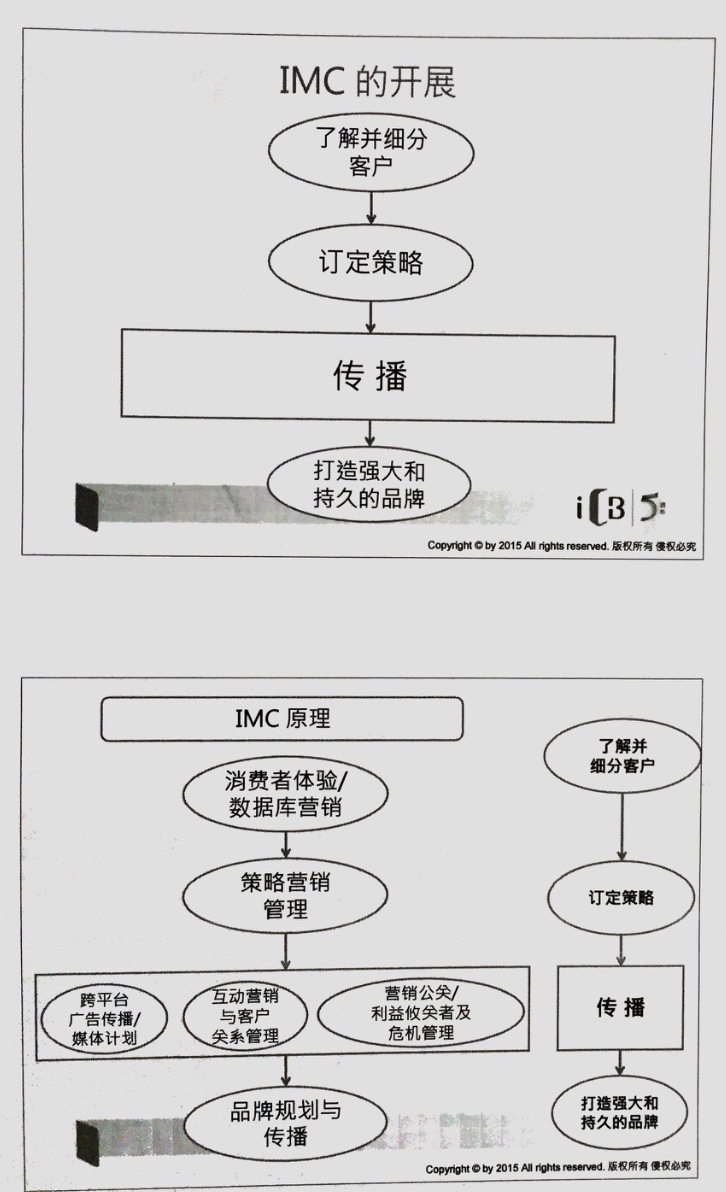 IMC 的开展
了解并细分
客户
订定策略
传 播
打造强大和
持久的品牌
iCB 5
Copyright © by 2015 All rights reserved. 版权所有 侵权必究
IMC 原理
消费者体验/
数据库营销
策略营销
管理
跨平台
广告传播/
媒体计划
互动营销
与客户
关系管理
营销公关/
利益攸关者及
危机管理
品牌规划与
传播
了解并
细分客户
订定策略
传 播
打造强大和
持久的品牌
Copyright © by 2015 All rights reserved. 版权所有 侵权必究